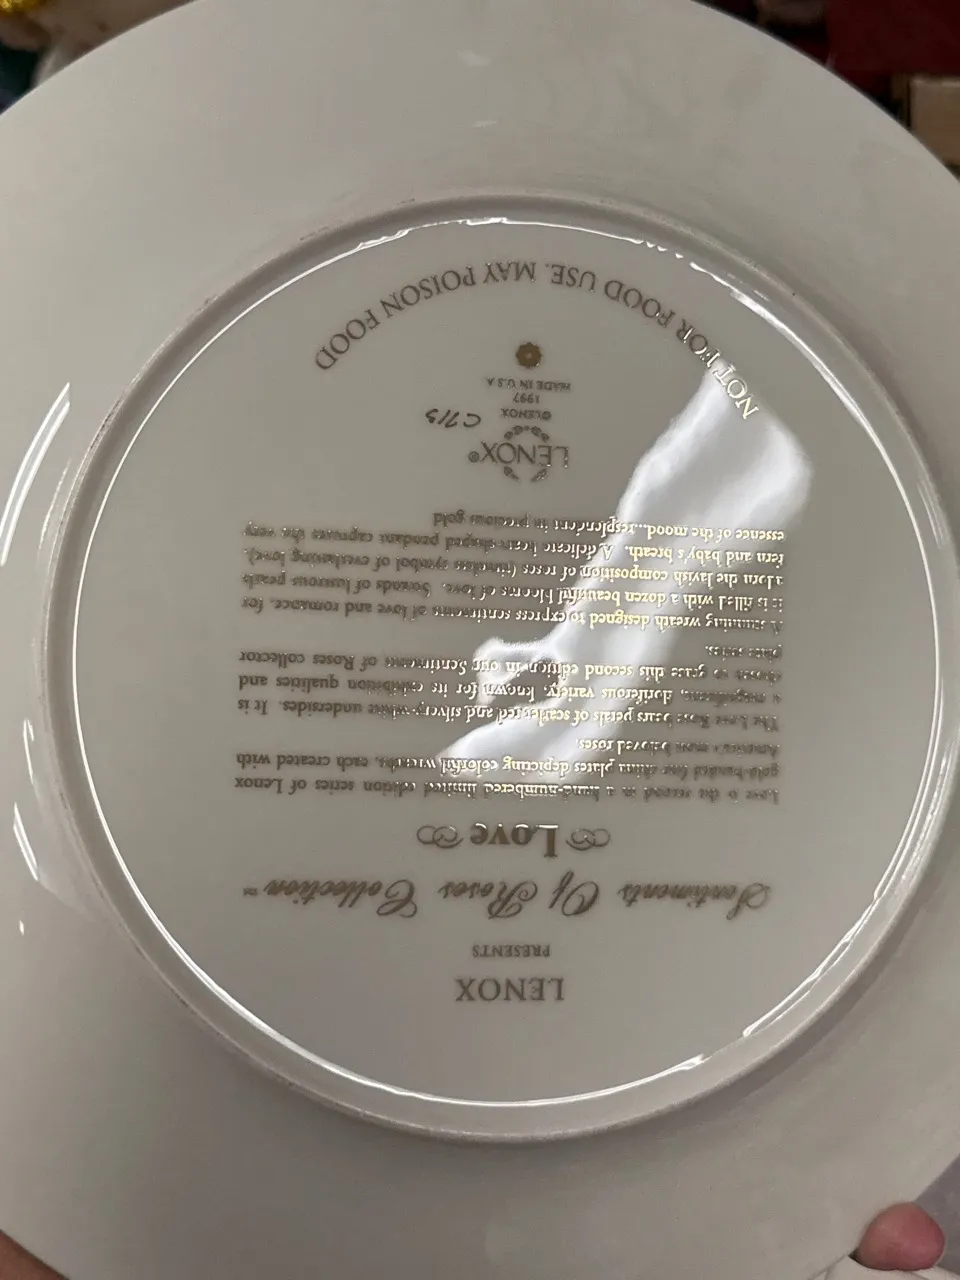 LENOX
PRESENTS
Sentiments Of Roses Collection™
Love
Love is the second in a hand-numbered limited edition series of Lenox
gold-banded fine china plates depicting colorful wreaths, each created with
America's most beloved roses.
The Love Rose bears petals of scarlet red and silvery-white undersides. It is
a magnificent, floriferous variety, known for its exhibition qualities and
chosen to grace this second edition in our Sentiments of Roses collector
plate series.
A stunning wreath designed to express sentiments of love and romance, for
it is filled with a dozen beautiful blooms of love. Strands of lustrous pearls
adorn the lavish composition of roses (timeless symbol of everlasting love),
fern and baby's breath. A delicate heart-shaped pendant captures the very
essence of the mood...resplendent in precious gold
LENOX®
©LENOX
1997
MADE IN U.S.A
C713
NOT FOR FOOD USE. MAY POISON FOOD